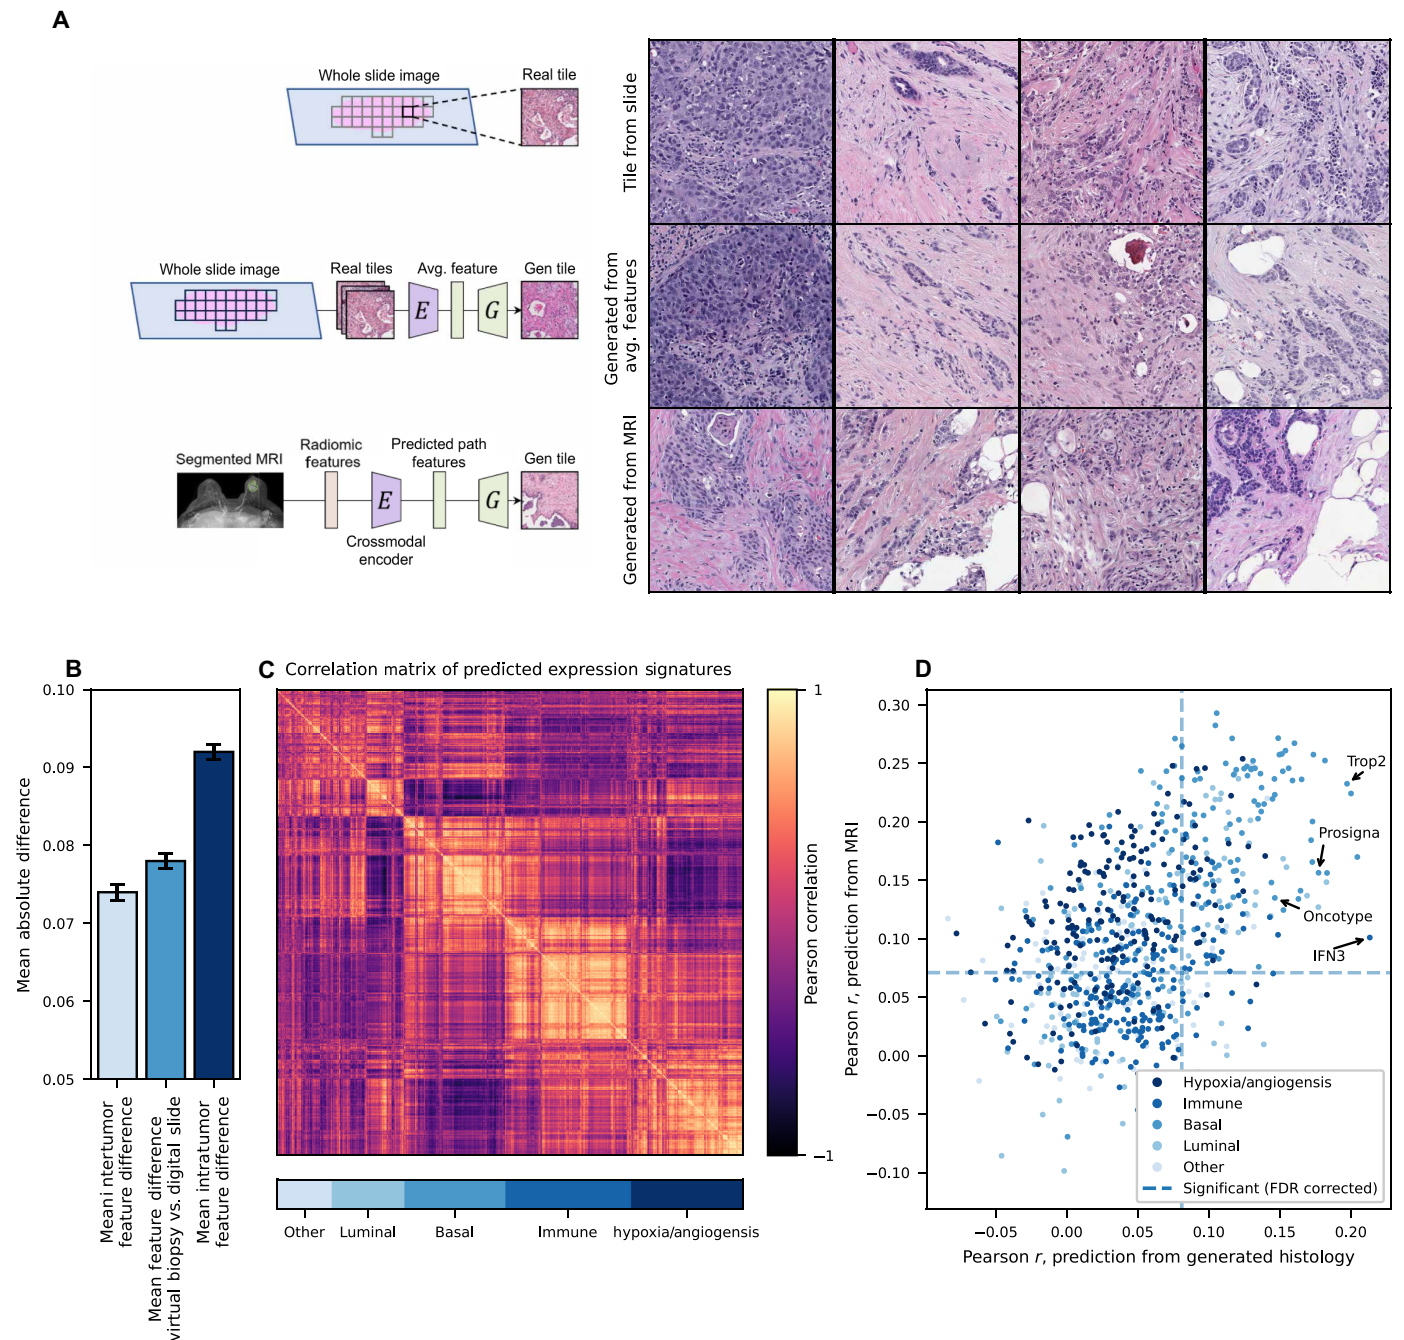 A
Whole slide image
Real tile
Whole slide image
Real tiles
Avg. feature
Gen tile
E
G
Segmented MRI
Radiomic
features
Predicted path
features
Gen tile
E
G
Crossmodal
encoder
Tile from slide
Generated from
avg. features
Generated from MRI
B
Mean absolute difference
0.10
0.09
0.08
0.07
0.06
0.05
Meani ntertumor
feature difference
Mean feature difference
virtual biopsy vs. digital slide
Mean intratumor
feature difference
C
Correlation matrix of predicted expression signatures
1
−1
Pearson correlation
Other
Luminal
Basal
Immune
hypoxia/angiogensis
D
Pearson r, prediction from MRI
0.30
0.25
0.20
0.15
0.10
0.05
0.00
−0.05
−0.10
Trop2
Prosigna
Oncotype
IFN3
Hypoxia/angiogensis
Immune
Basal
Luminal
Other
Significant (FDR corrected)
−0.05
0.00
0.05
0.10
0.15
0.20
Pearson r, prediction from generated histology